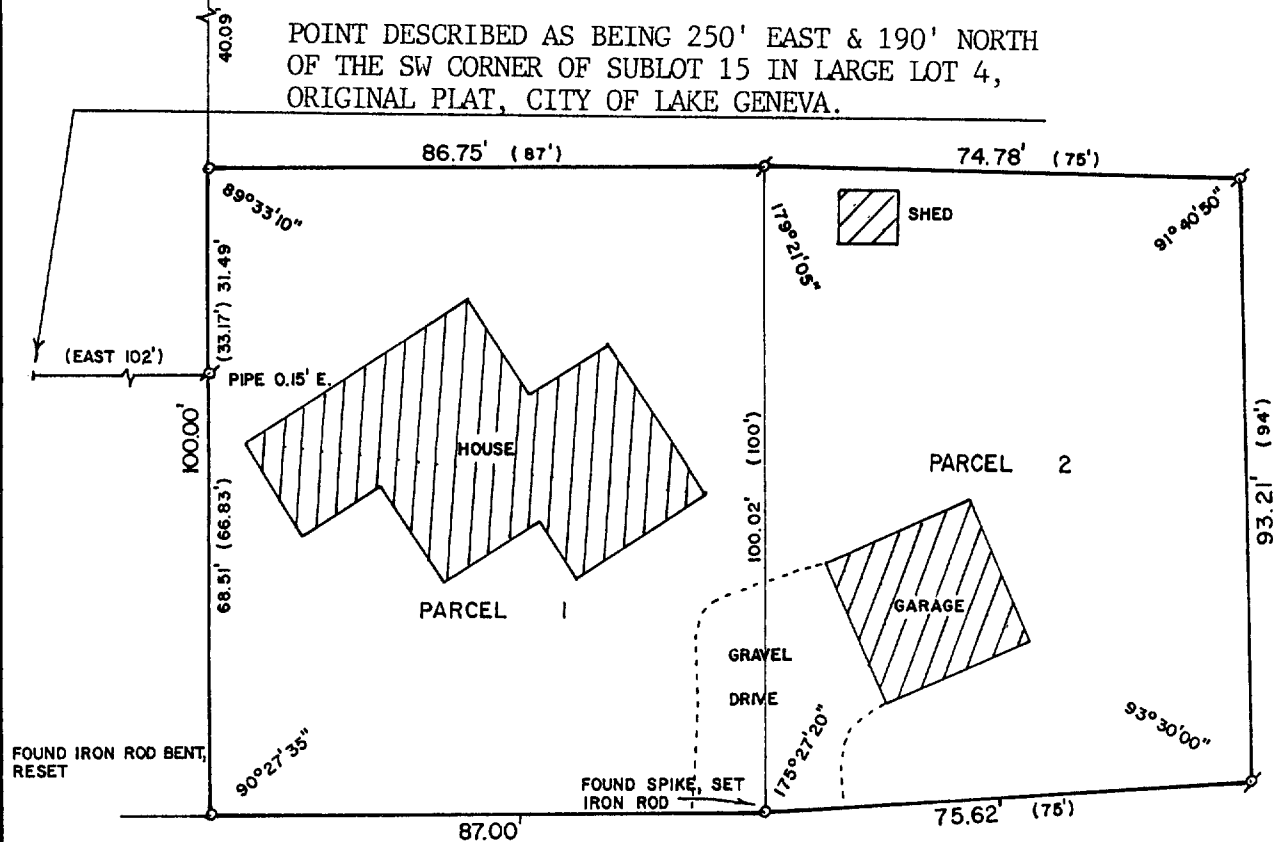 40.09'
POINT DESCRIBED AS BEING 250' EAST & 190' NORTH
OF THE SW CORNER OF SUBLOT 15 IN LARGE LOT 4,
ORIGINAL PLAT, CITY OF LAKE GENEVA.
86.75' (87')
74.78' (75')
89°33'10"
179°21'05"
SHED
91°40'50"
(33.17') 31.49'
(EAST 102')
PIPE 0.15' E.
100.00'
HOUSE
100.02' (100')
PARCEL 2
93.21' (94')
68.51' (66.83')
PARCEL 1
GARAGE
GRAVEL
DRIVE
93°30'00"
FOUND IRON ROD BENT,
RESET
90°27'35"
FOUND SPIKE, SET
IRON ROD
175°27'20"
87.00'
75.62' (75')